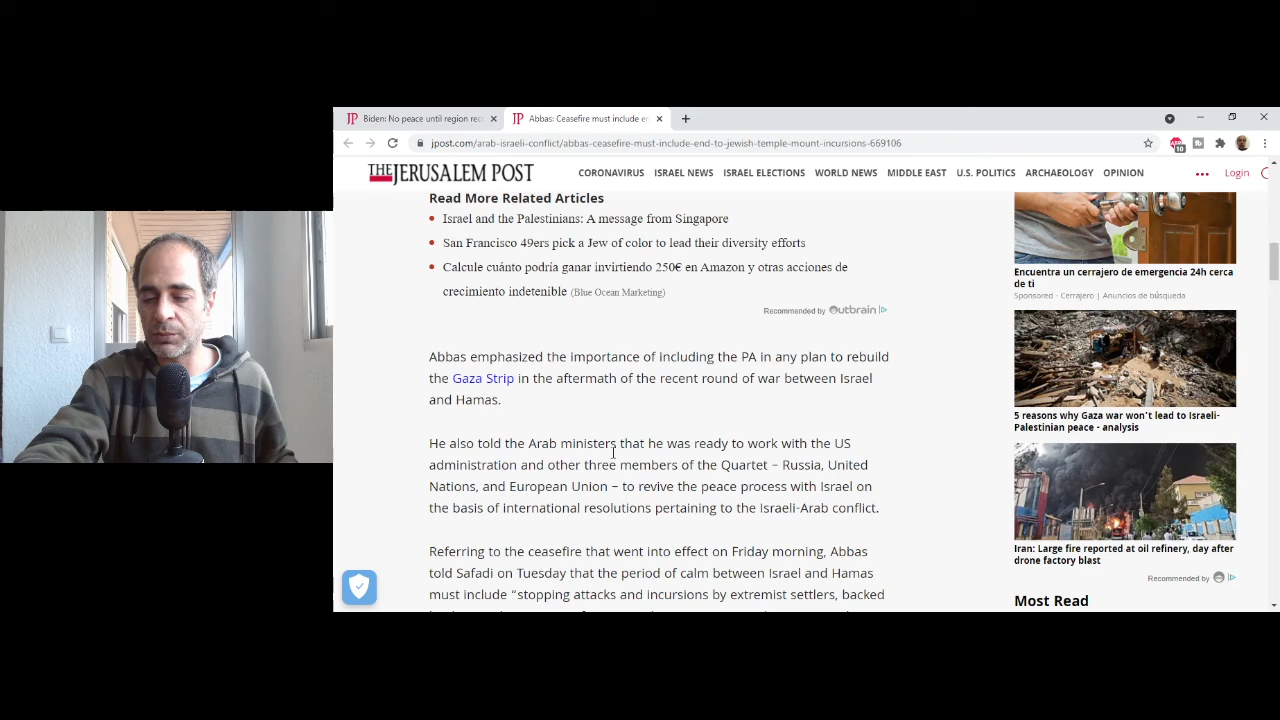 Biden: No peace until region rec
Abbas: Ceasefire must include en
jpost.com/arab-israeli-conflict/abbas-ceasefire-must-include-end-to-jewish-temple-mount-incursions-669106
10
THE JERUSALEM POST
CORONAVIRUS ISRAEL NEWS ISRAEL ELECTIONS WORLD NEWS MIDDLE EAST U.S. POLITICS ARCHAEOLOGY OPINION
Login
Read More Related Articles
Israel and the Palestinians: A message from Singapore
San Francisco 49ers pick a Jew of color to lead their diversity efforts
Calcule cuánto podría ganar invirtiendo 250€ en Amazon y otras acciones de
crecimiento indetenible (Blue Ocean Marketing)
Recommended by Outbrain
Abbas emphasized the importance of including the PA in any plan to rebuild
the Gaza Strip in the aftermath of the recent round of war between Israel
and Hamas.
He also told the Arab ministers that he was ready to work with the US
administration and other three members of the Quartet – Russia, United
Nations, and European Union – to revive the peace process with Israel on
the basis of international resolutions pertaining to the Israeli-Arab conflict.
Referring to the ceasefire that went into effect on Friday morning, Abbas
told Safadi on Tuesday that the period of calm between Israel and Hamas
must include “stopping attacks and incursions by extremist settlers, backed
Encuentra un cerrajero de emergencia 24h cerca
de ti
Sponsored - Cerrajero | Anuncios de búsqueda
5 reasons why Gaza war won’t lead to Israeli-
Palestinian peace - analysis
Iran: Large fire reported at oil refinery, day after
drone factory blast
Recommended by
Most Read